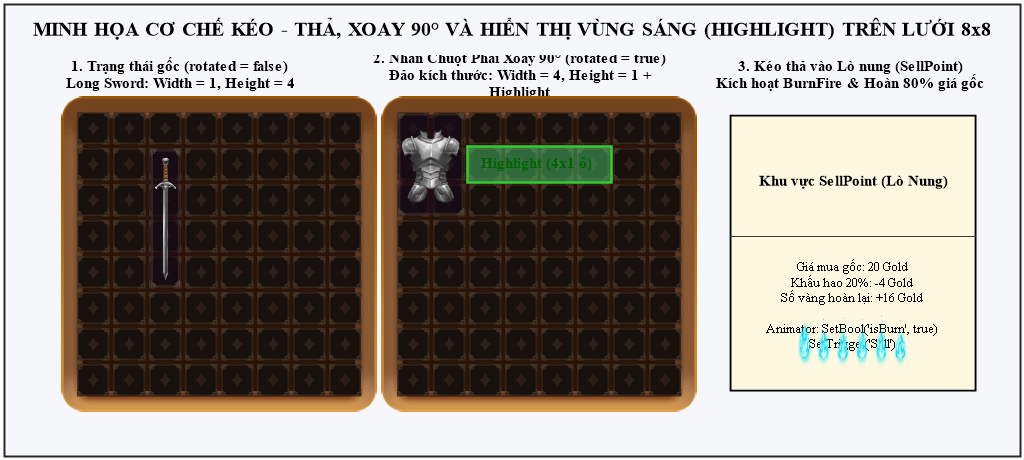 MINH HỌA CƠ CHẾ KÉO - THẢ, XOAY 90° VÀ HIỂN THỊ VÙNG SÁNG (HIGHLIGHT) TRÊN LƯỚI 8x8
1. Trạng thái gốc (rotated = false)
Long Sword: Width = 1, Height = 4
2. Nhấn Chuột Phải Xoay 90° (rotated = true)
Đảo kích thước: Width = 4, Height = 1 +
Highlight
3. Kéo thả vào Lò nung (SellPoint)
Kích hoạt BurnFire & Hoàn 80% giá gốc
Highlight (4x1 ô)
Khu vực SellPoint (Lò Nung)
Giá mua gốc: 20 Gold
Khấu hao 20%: -4 Gold
Số vàng hoàn lại: +16 Gold
Animator: SetBool('isBurn', true)
SetTrigger('Sell')